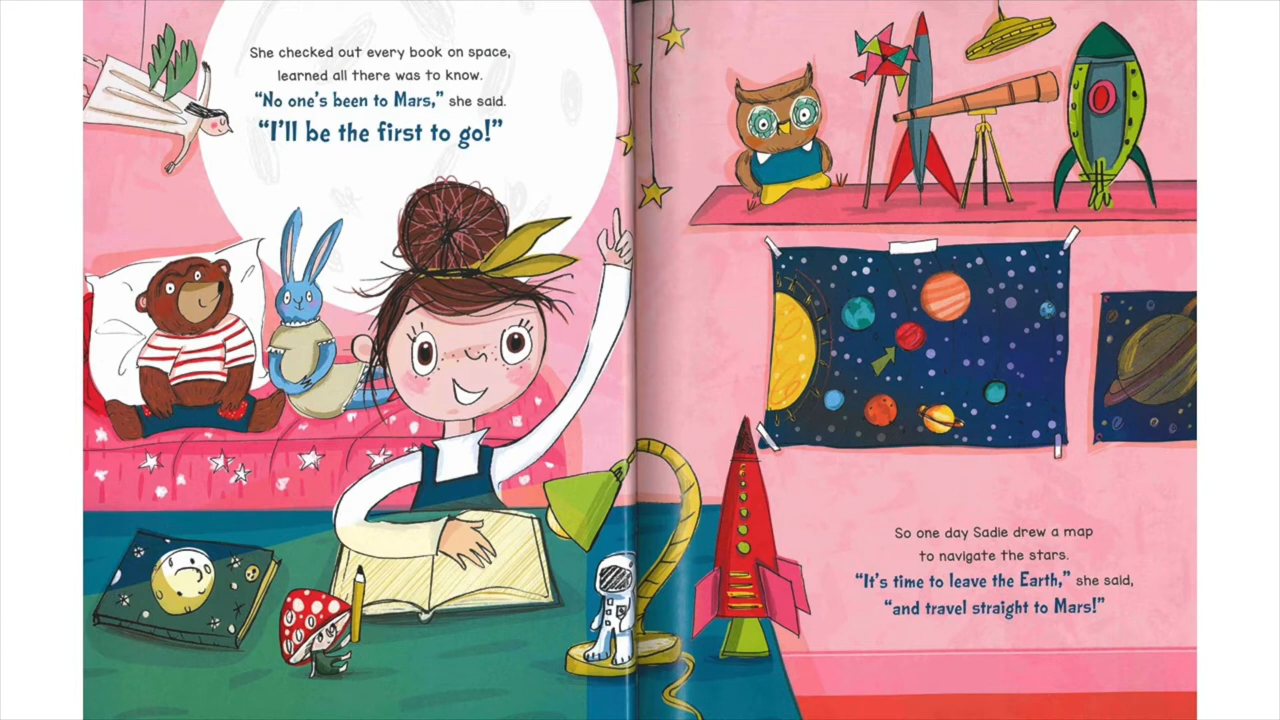 She checked out every book on space,
learned all there was to know.
“No one’s been to Mars,” she said.
“I’ll be the first to go!”
So one day Sadie drew a map
to navigate the stars.
“It’s time to leave the Earth,” she said,
“and travel straight to Mars!”